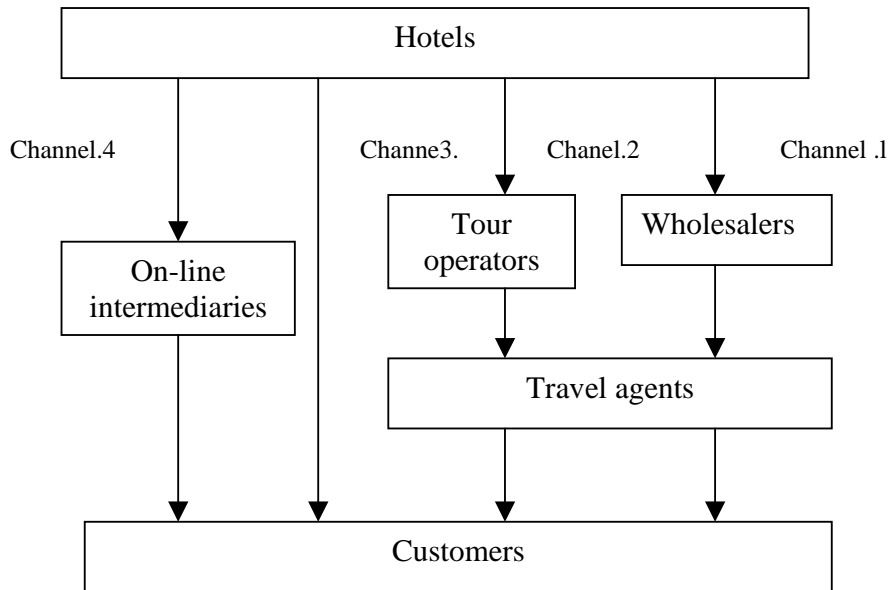 Hotels
Channel.4
Channe3.
Chanel.2
Channel .1
Tour
operators
Wholesalers
On-line
intermediaries
Travel agents
Customers